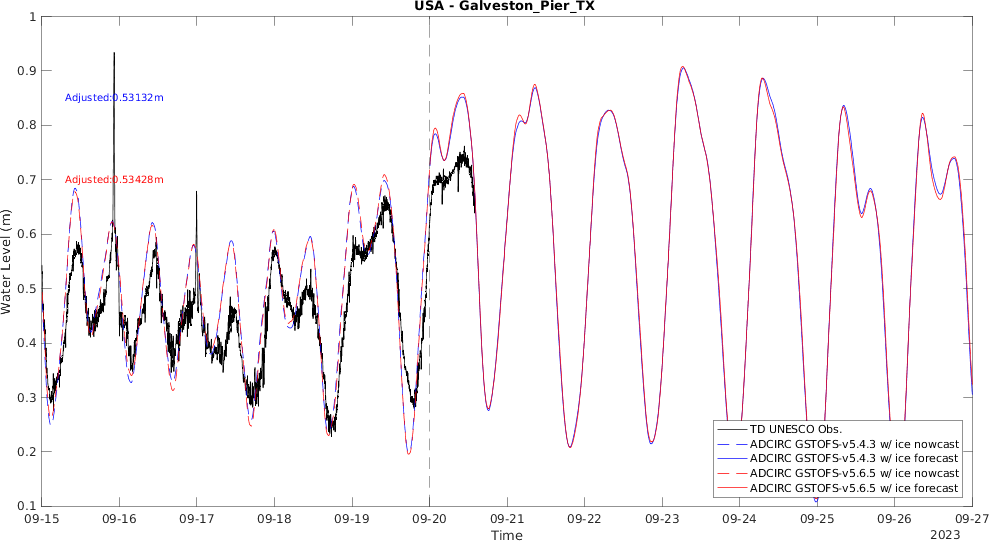 USA - Galveston_Pier_TX
1
0.9
0.8
0.7
0.6
0.5
0.4
0.3
0.2
0.1
Water Level (m)
Adjusted:0.53132m
Adjusted:0.53428m
TD UNESCO Obs.
ADCIRC GSTOFS-v5.4.3 w/ ice nowcast
ADCIRC GSTOFS-v5.4.3 w/ ice forecast
ADCIRC GSTOFS-v5.6.5 w/ ice nowcast
ADCIRC GSTOFS-v5.6.5 w/ ice forecast
09-15 09-16 09-17 09-18 09-19 09-20 09-21 09-22 09-23 09-24 09-25 09-26 09-27
Time
2023